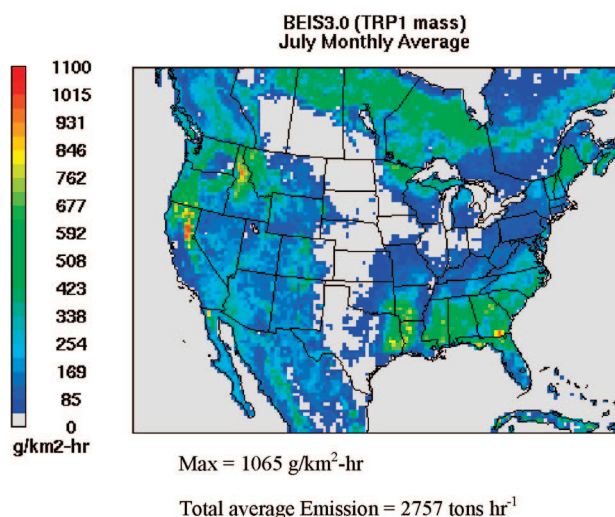 BEIS3.0 (TRP1 mass)
July Monthly Average
1100
1015
931
846
762
677
592
508
423
338
254
169
85
0
g/km2-hr
Max = 1065 g/km²-hr
Total average Emission = 2757 tons hr⁻¹